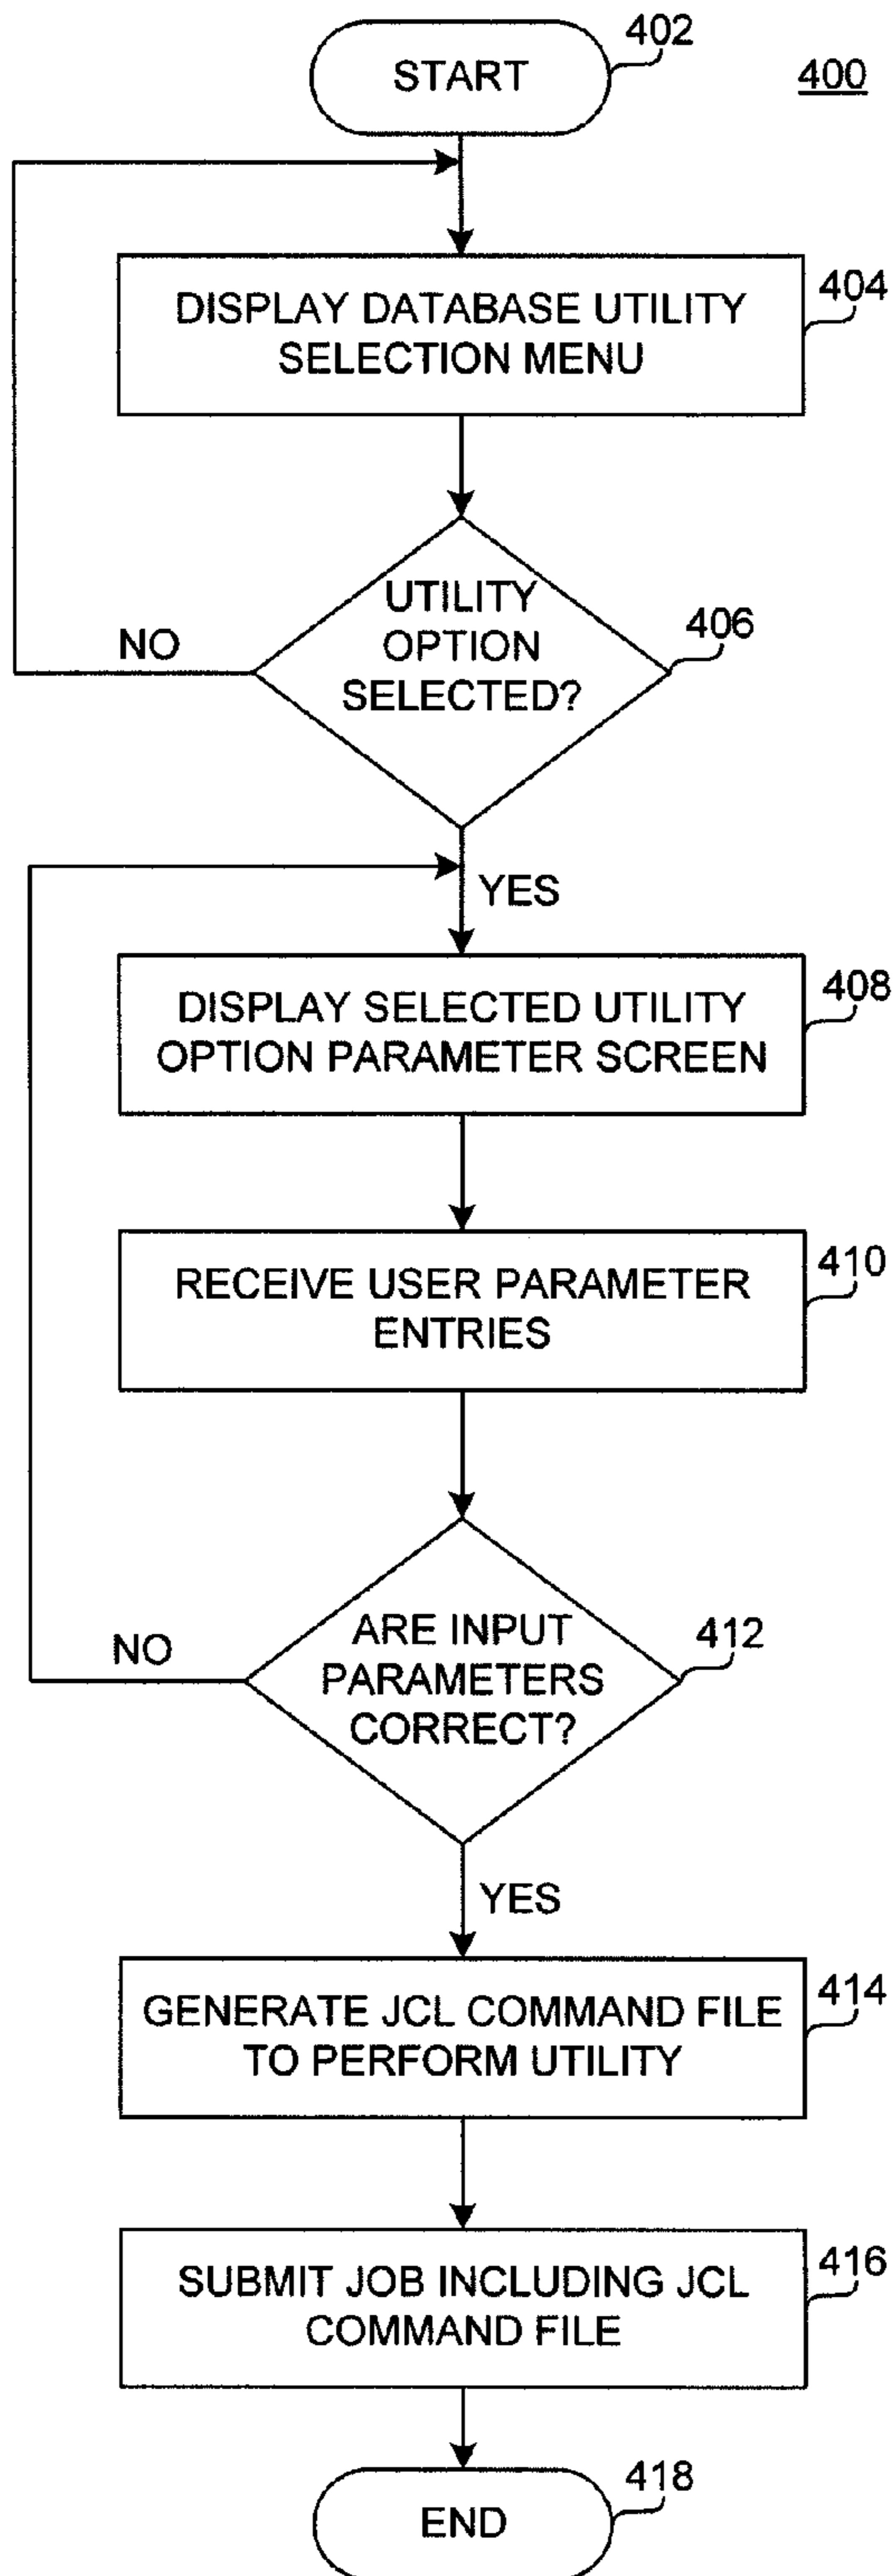 402
START
400
404
DISPLAY DATABASE UTILITY
SELECTION MENU
UTILITY
OPTION
SELECTED?
406
NO
YES
408
DISPLAY SELECTED UTILITY
OPTION PARAMETER SCREEN
410
RECEIVE USER PARAMETER
ENTRIES
ARE INPUT
PARAMETERS
CORRECT?
412
NO
YES
414
GENERATE JCL COMMAND FILE
TO PERFORM UTILITY
416
SUBMIT JOB INCLUDING JCL
COMMAND FILE
418
END